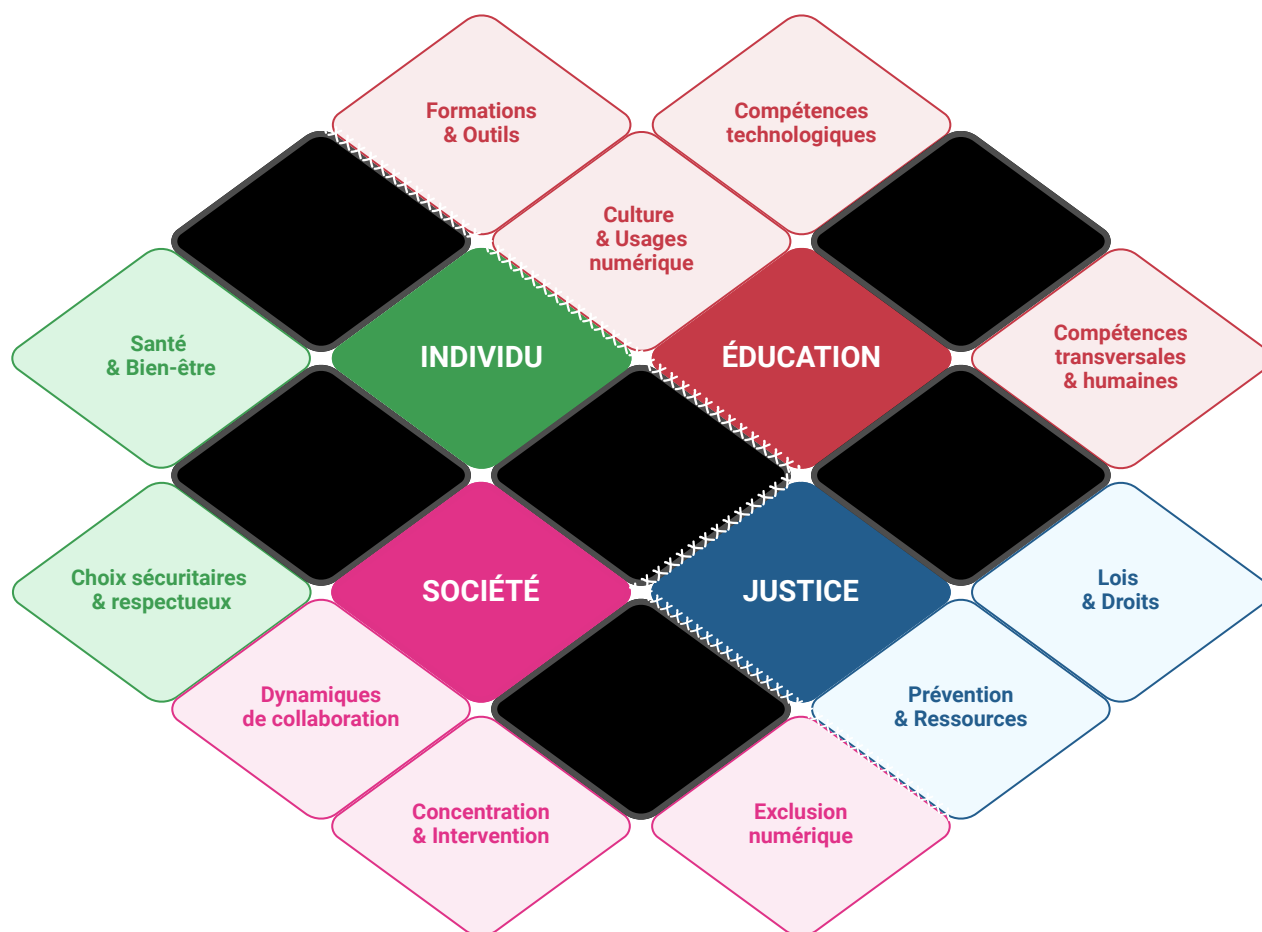 Formations
& Outils
Compétences
technologiques
Culture
& Usages
numérique
Santé
& Bien-être
INDIVIDU
ÉDUCATION
Compétences
transversales
& humaines
Choix sécuritaires
& respectueux
SOCIÉTÉ
JUSTICE
Lois
& Droits
Dynamiques
de collaboration
Prévention
& Ressources
Concentration
& Intervention
Exclusion
numérique